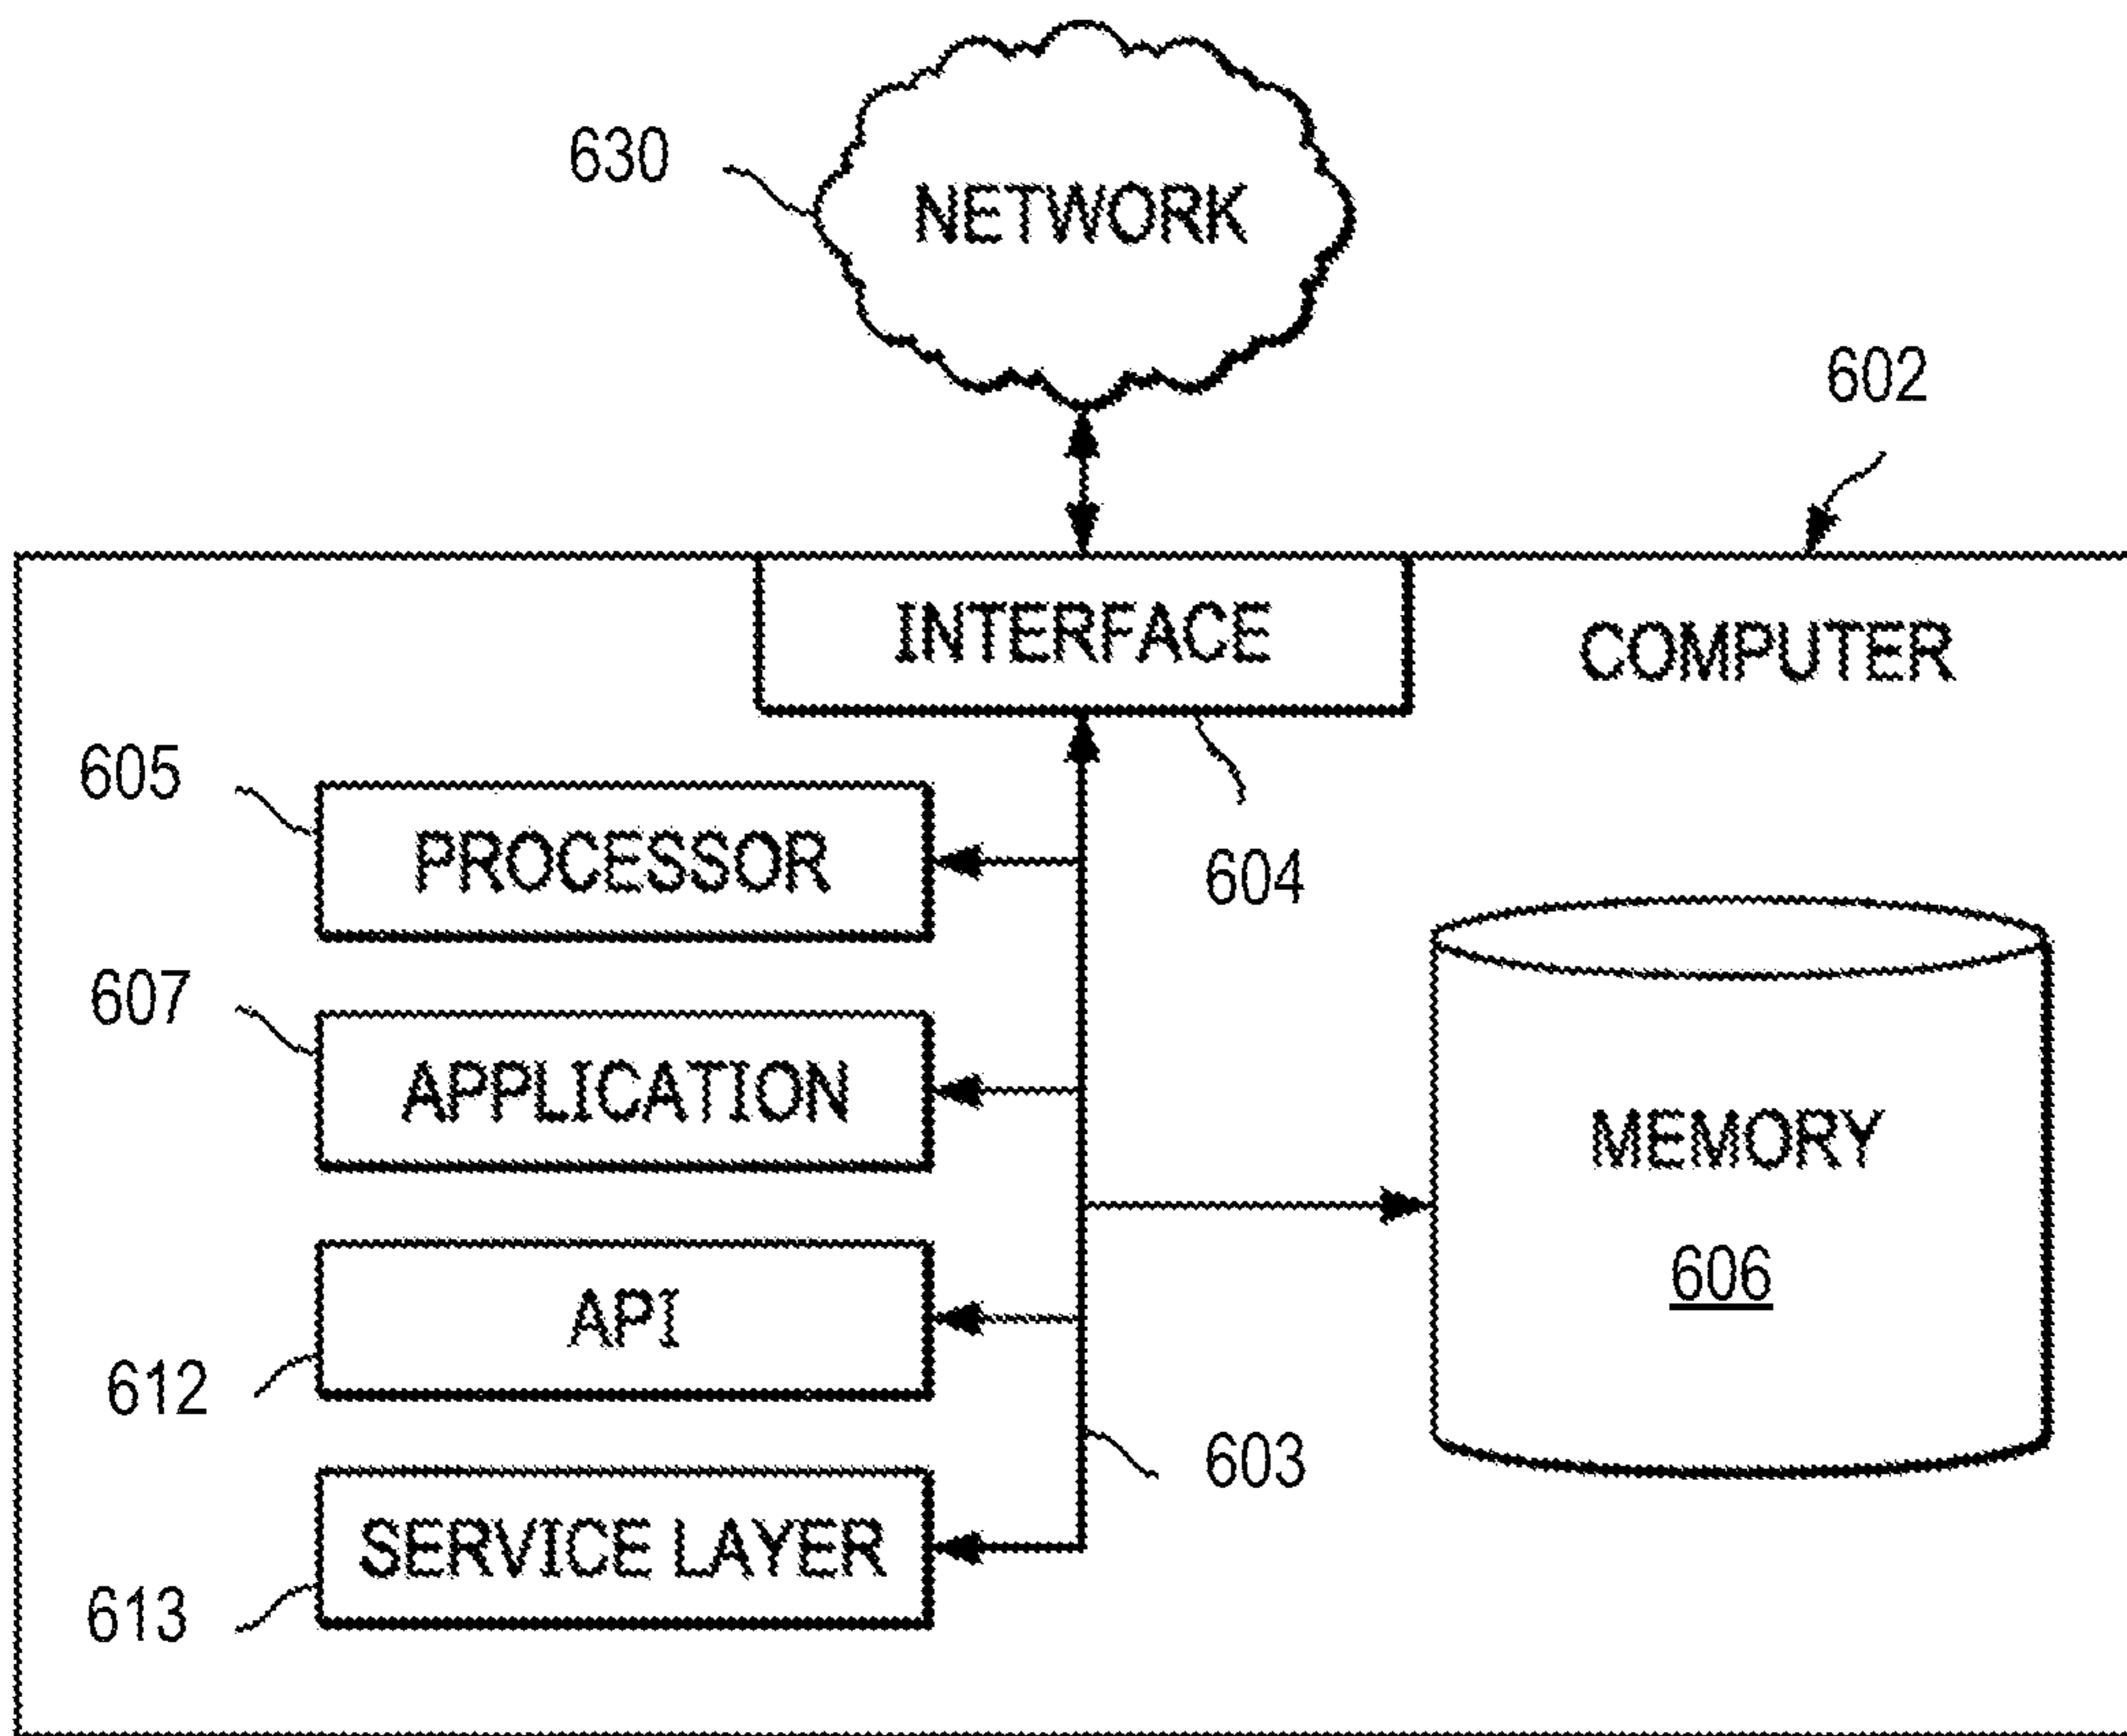 630
NETWORK
602
INTERFACE
COMPUTER
605
PROCESSOR
604
607
APPLICATION
MEMORY
606
API
612
603
SERVICE LAYER
613